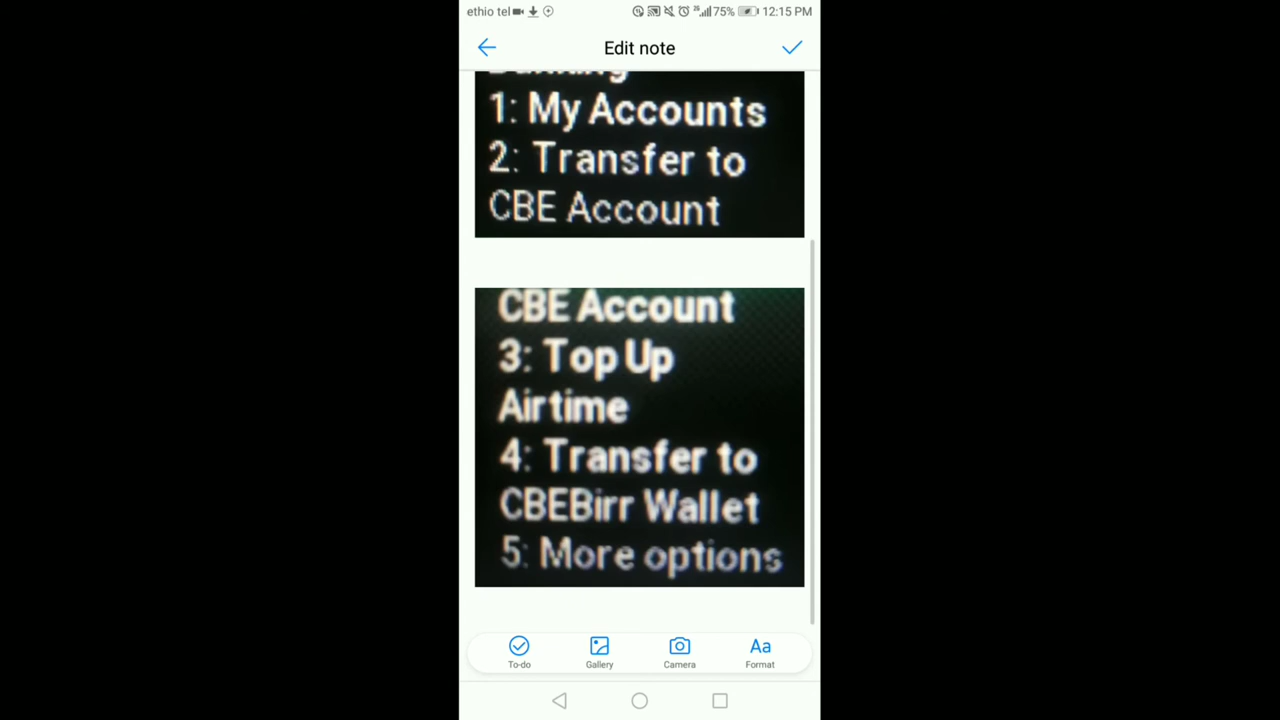 ethio tel
2G
75%
12:15 PM
Edit note
1: My Accounts
2: Transfer to
CBE Account
CBE Account
3: Top Up
Airtime
4: Transfer to
CBEBirr Wallet
5: More options
To-do
Gallery
Camera
Aa
Format